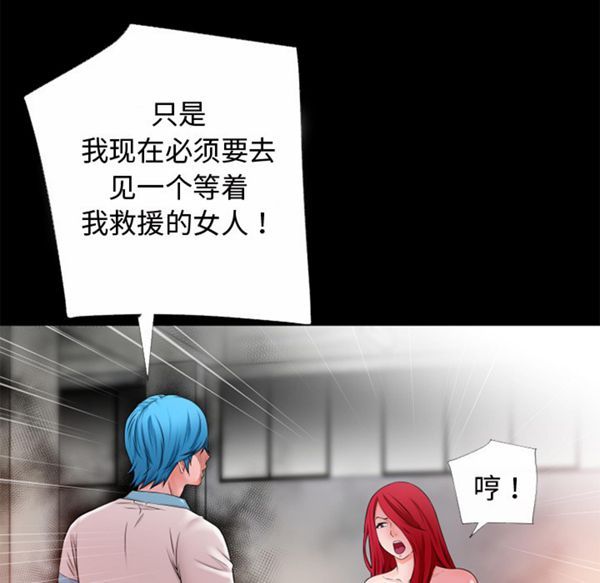 只是
我现在必须要去
见一个等着
我救援的女人！
哼！